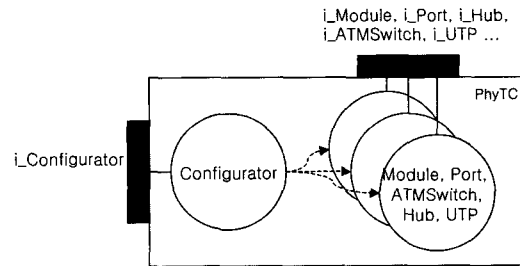 i_Module, i_Port, i_Hub,
i_ATMSwitch, i_UTP ...
PhyTC
i_Configurator
Configurator
Module, Port,
ATMSwitch,
Hub, UTP